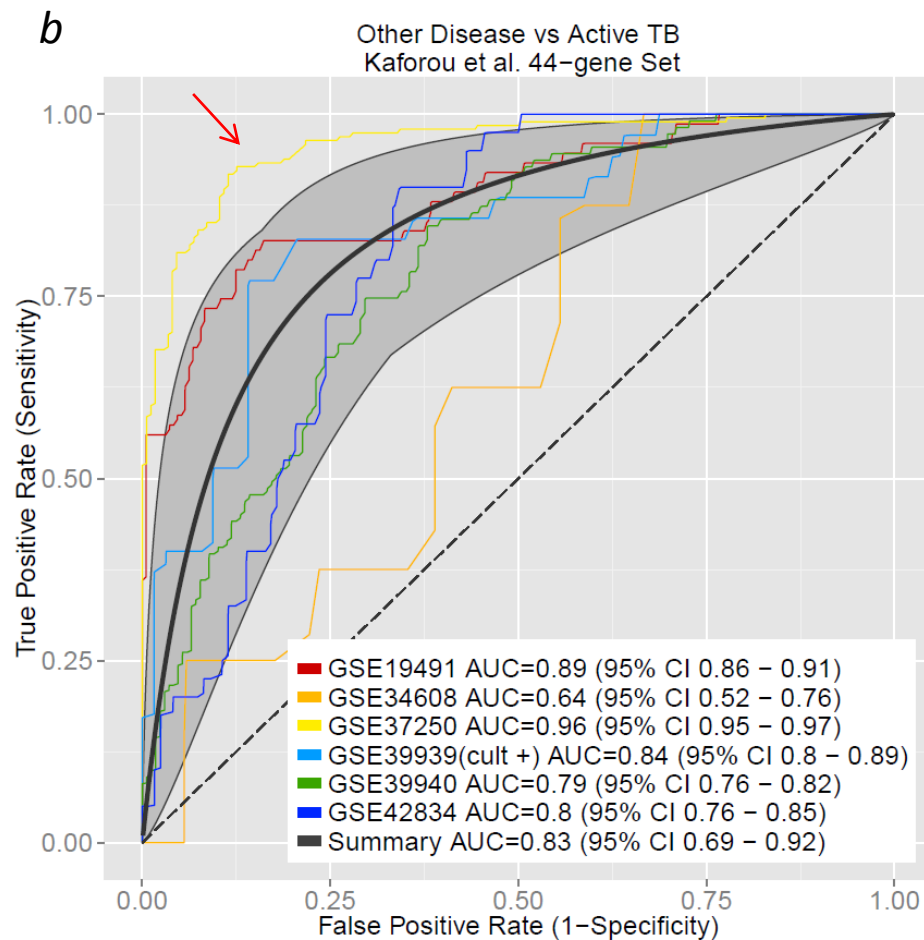 b
Other Disease vs Active TB
Kaforou et al. 44−gene Set
1.00
0.75
0.50
0.25
0.00
True Positive Rate (Sensitivity)
GSE19491 AUC=0.89 (95% CI 0.86 − 0.91)
GSE34608 AUC=0.64 (95% CI 0.52 − 0.76)
GSE37250 AUC=0.96 (95% CI 0.95 − 0.97)
GSE39939(cult +) AUC=0.84 (95% CI 0.8 − 0.89)
GSE39940 AUC=0.79 (95% CI 0.76 − 0.82)
GSE42834 AUC=0.8 (95% CI 0.76 − 0.85)
Summary AUC=0.83 (95% CI 0.69 − 0.92)
0.00 0.25 0.50 0.75 1.00
False Positive Rate (1−Specificity)